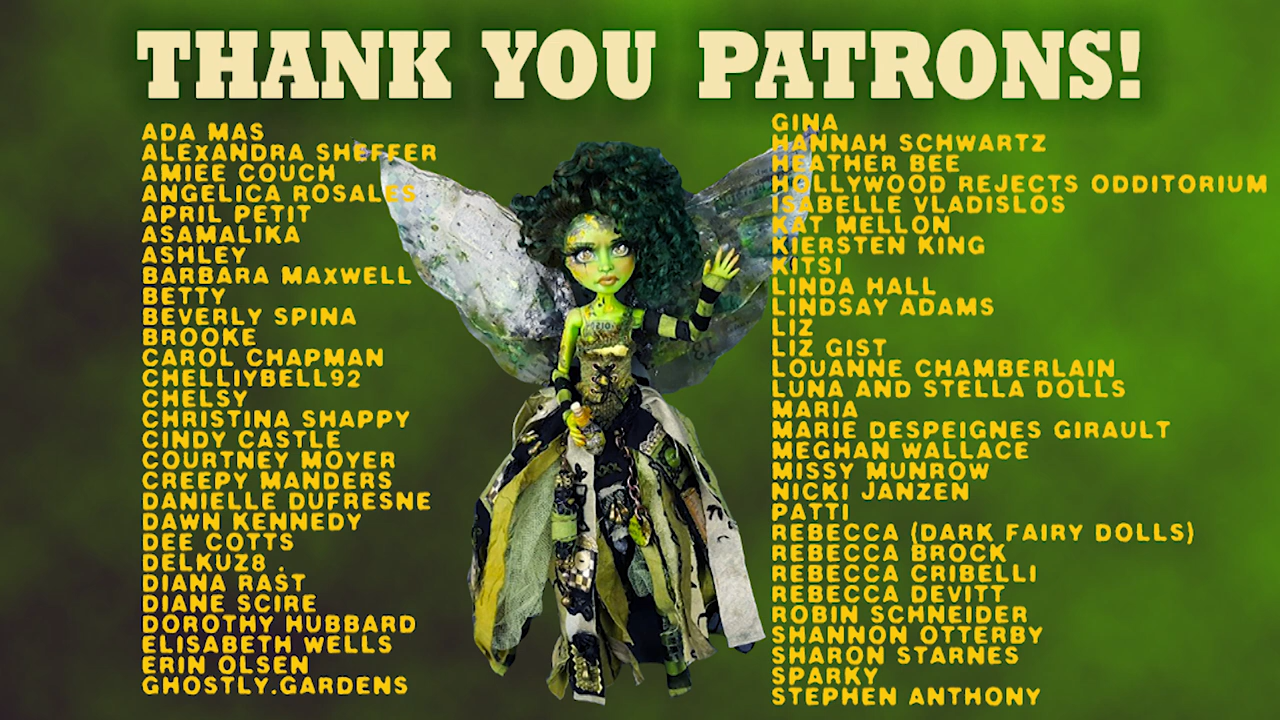 THANK YOU PATRONS!
ADA MAS
ALEXANDRA SHEFFER
AMIEE COUCH
ANGELICA ROSALES
APRIL PETIT
ASAMALIKA
ASHLEY
BARBARA MAXWELL
BETTY
BEVERLY SPINA
BROOKE
CAROL CHAPMAN
CHELLIYBELL92
CHELSY
CHRISTINA SHAPPY
CINDY CASTLE
COURTNEY MOYER
CREEPY MANDERS
DANIELLE DUFRESNE
DAWN KENNEDY
DEE COTTS
DELKUZ8 .
DIANA RAST
DIANE SCIRE
DOROTHY HUBBARD
ELISABETH WELLS
ERIN OLSEN
GHOSTLY.GARDENS
GINA
HANNAH SCHWARTZ
HEATHER BEE
HOLLYWOOD REJECTS ODDITORIUM
ISABELLE VLADISLOS
KAT MELLON
KIERSTEN KING
KITSI
LINDA HALL
LINDSAY ADAMS
LIZ
LIZ GIST
LOUANNE CHAMBERLAIN
LUNA AND STELLA DOLLS
MARIA
MARIE DESPEIGNES GIRAULT
MEGHAN WALLACE
MISSY MUNROW
NICKI JANZEN
PATTI
REBECCA (DARK FAIRY DOLLS)
REBECCA BROCK
REBECCA CRIBELLI
REBECCA DEVITT
ROBIN SCHNEIDER
SHANNON OTTERBY
SHARON STARNES
SPARKY
STEPHEN ANTHONY